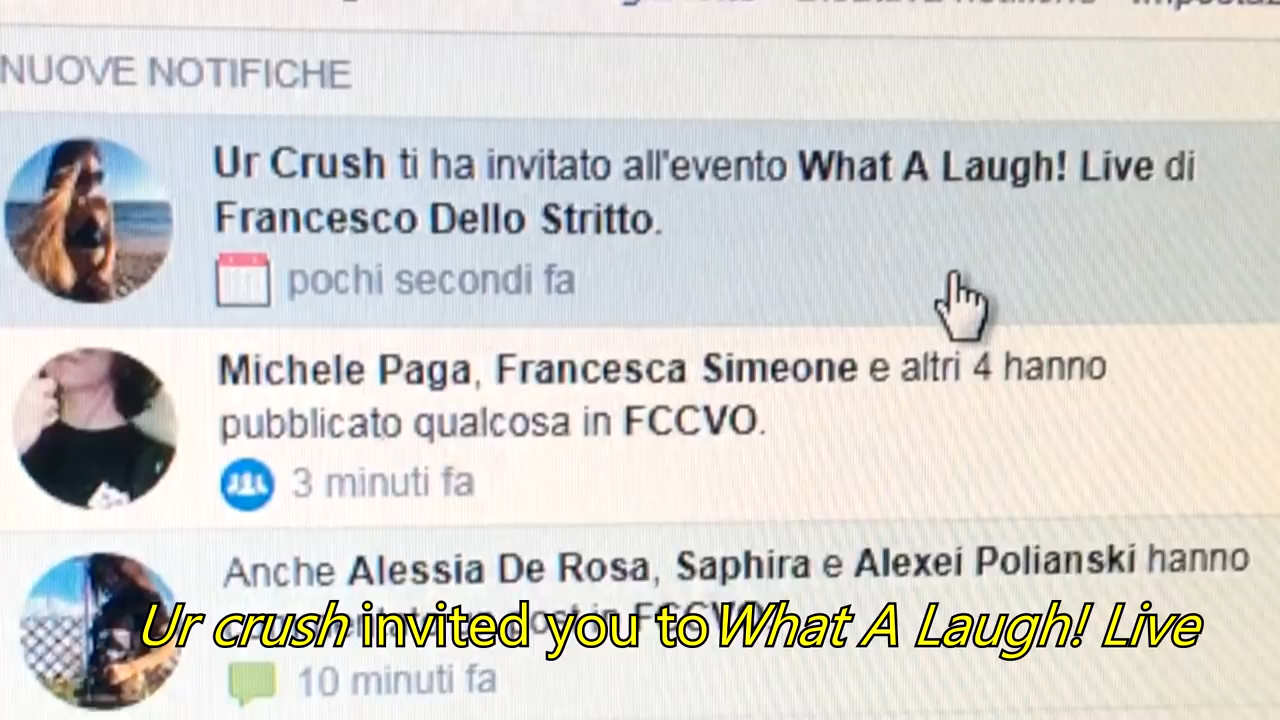 NUOVE NOTIFICHE
Ur Crush ti ha invitato all'evento What A Laugh! Live di
Francesco Dello Stritto.
pochi secondi fa
Michele Paga, Francesca Simeone e altri 4 hanno
pubblicato qualcosa in FCCVO.
3 minuti fa
Anche Alessia De Rosa, Saphira e Alexei Polianski hanno
Ur crush invited you to What A Laugh! Live
10 minuti fa